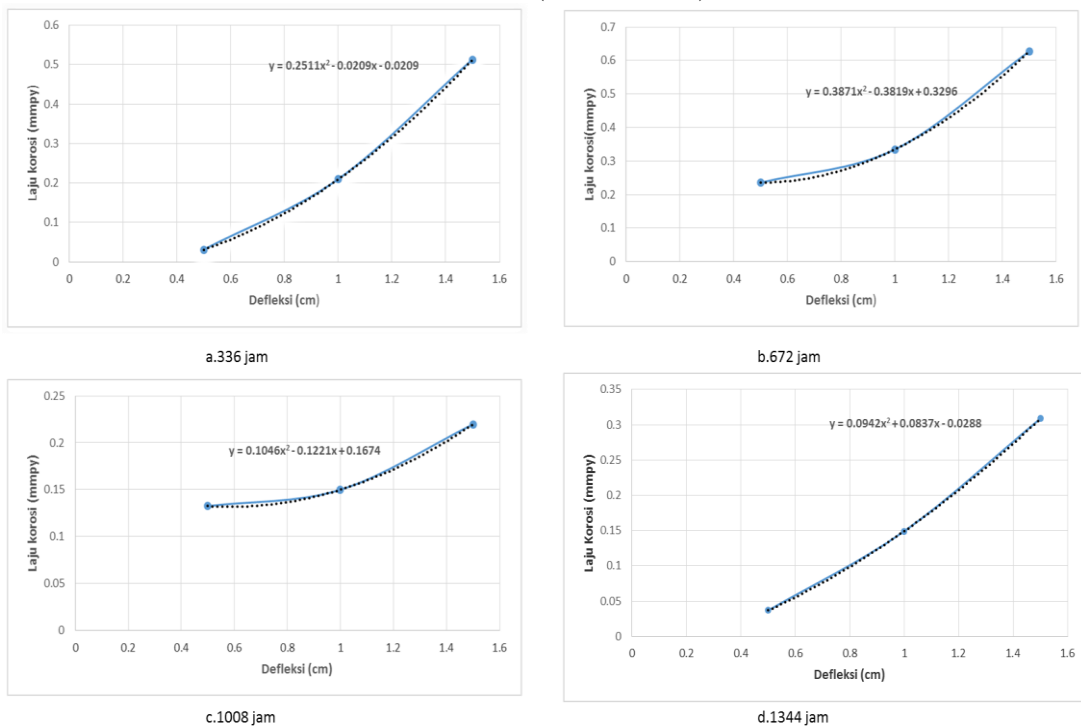 0.6
0.5
0.4
0.3
0.2
0.1
0
y = 0.2511x² - 0.0209x - 0.0209
Laju korosi (mmpy)
0 0.2 0.4 0.6 0.8 1 1.2 1.4 1.6
Defleksi (cm)
a.336 jam
0.7
0.6
0.5
0.4
0.3
0.2
0.1
0
y = 0.3871x² - 0.3819x + 0.3296
Laju korosi(mmpy)
0 0.2 0.4 0.6 0.8 1 1.2 1.4 1.6
Defleksi (cm)
b.672 jam
0.25
0.2
0.15
0.1
0.05
0
y = 0.1046x² - 0.1221x + 0.1674
Laju korosi (mmpy)
0 0.2 0.4 0.6 0.8 1 1.2 1.4 1.6
Defleksi (cm)
c.1008 jam
0.35
0.3
0.25
0.2
0.15
0.1
0.05
0
y = 0.0942x² + 0.0837x - 0.0288
Laju Korosi (mmpy)
0 0.2 0.4 0.6 0.8 1 1.2 1.4 1.6
Defleksi (cm)
d.1344 jam